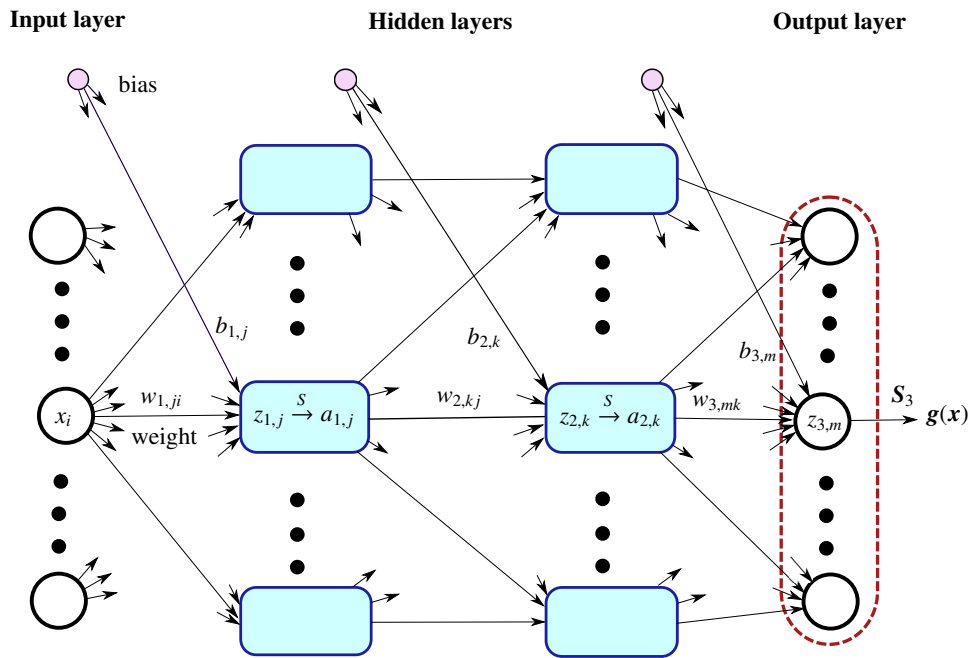 Input layer
Hidden layers
Output layer
bias
b₁,ⱼ
b₂,ₖ
b₃,ₘ
xᵢ
w₁,ⱼᵢ
weight
z₁,ⱼ →ˢ a₁,ⱼ
w₂,ₖⱼ
z₂,ₖ →ˢ a₂,ₖ
w₃,ₘₖ
z₃,ₘ
S₃
g(x)